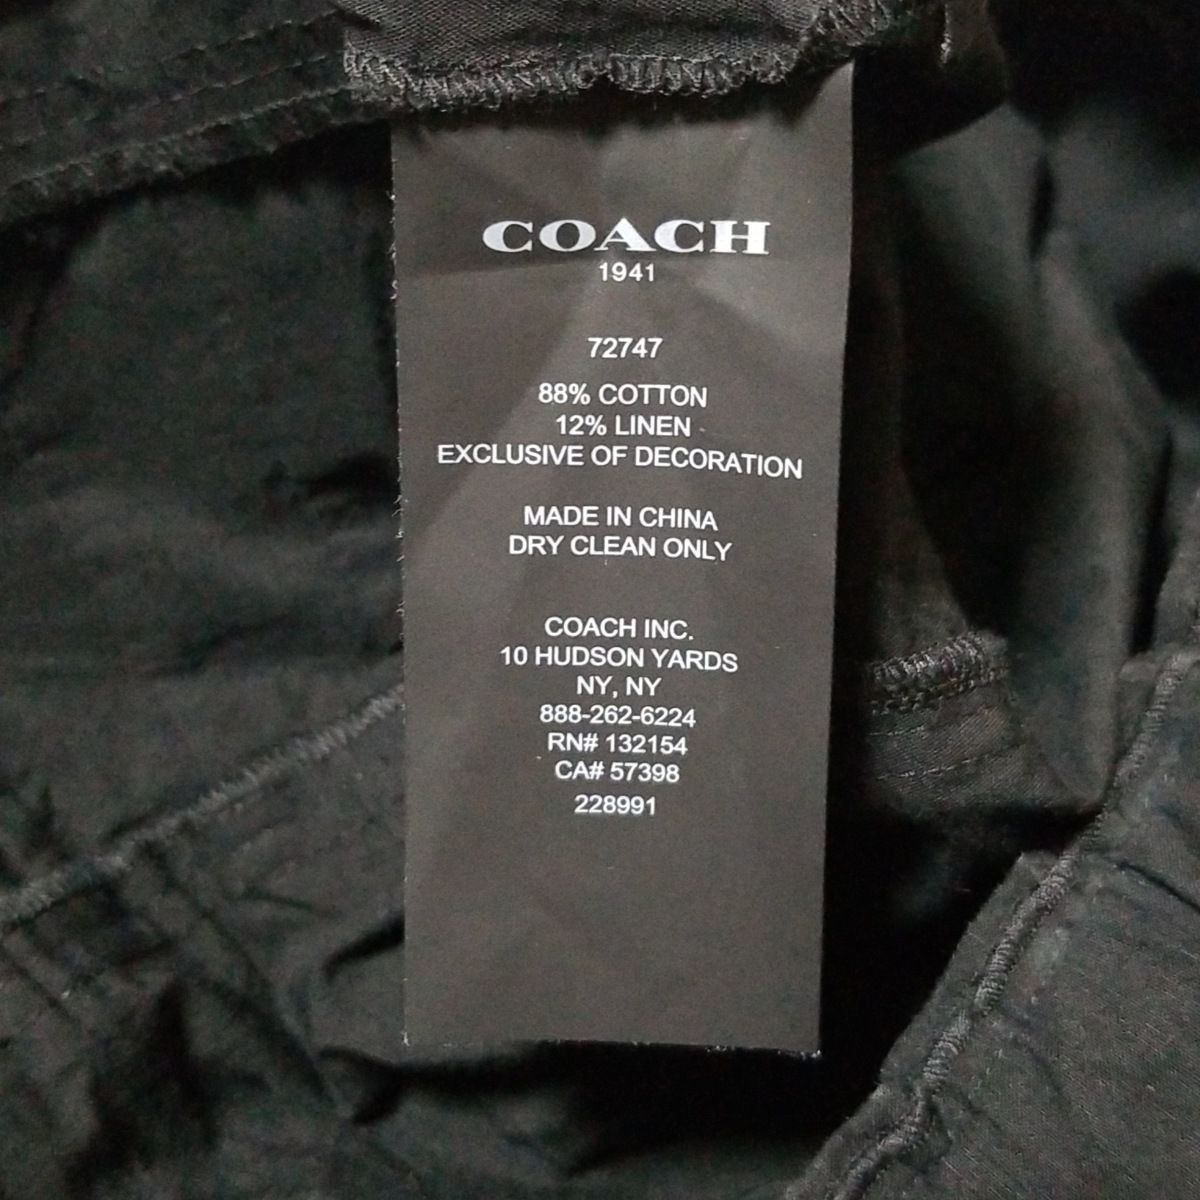 COACH
1941
72747
88% COTTON
12% LINEN
EXCLUSIVE OF DECORATION
MADE IN CHINA
DRY CLEAN ONLY
COACH INC.
10 HUDSON YARDS
NY, NY
888-262-6224
RN# 132154
CA# 57398
228991